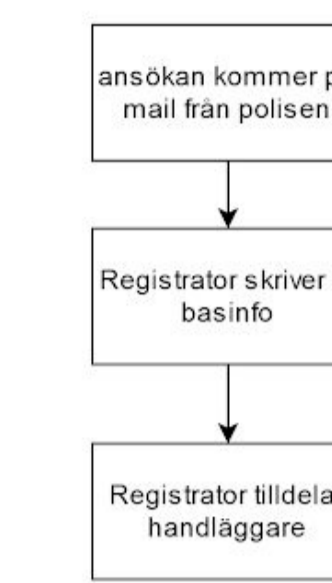 ansökan kommer p
mail från polisen
Registrator skriver
basinfo
Registrator tilldela
handläggare